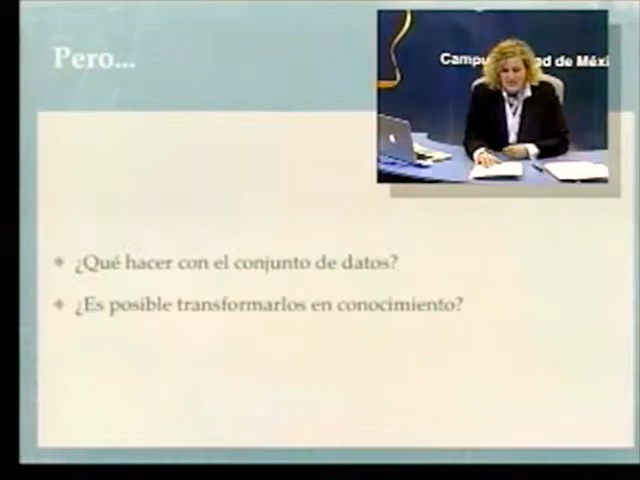 Pero...
¿Qué hacer con el conjunto de datos?
¿Es posible transformarlos en conocimiento?